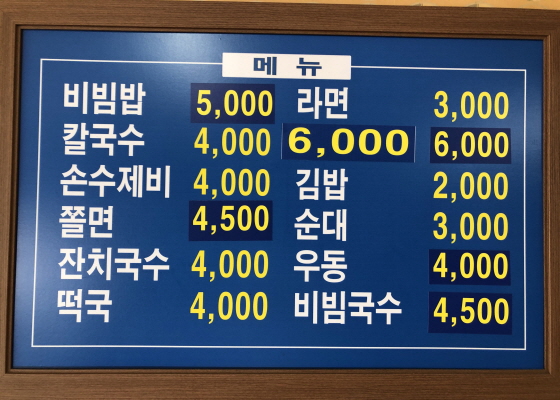 메 뉴
비빔밥 5,000 라면 3,000
칼국수 4,000 6,000 6,000
손수제비 4,000 김밥 2,000
쫄면 4,500 순대 3,000
잔치국수 4,000 우동 4,000
떡국 4,000 비빔국수 4,500